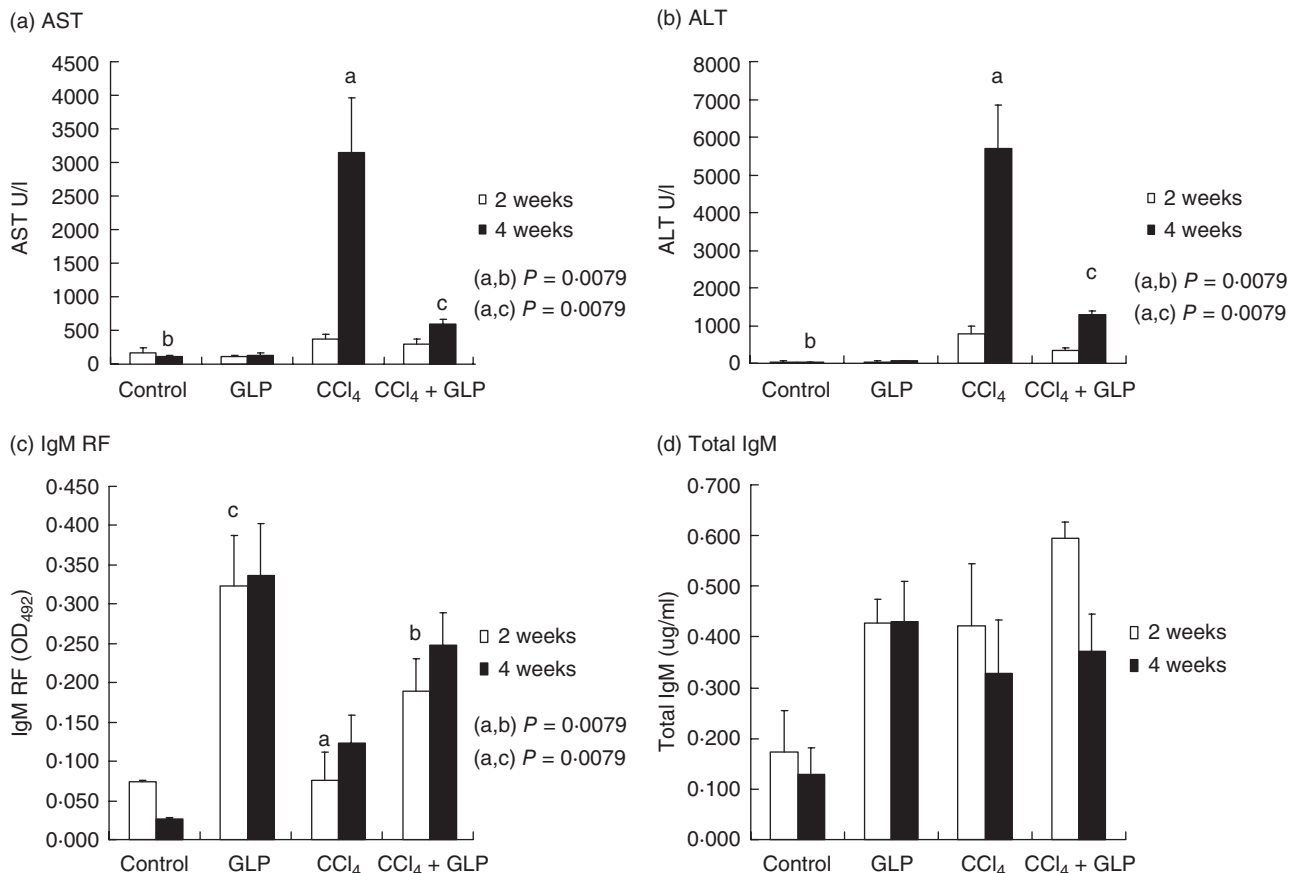 (a) AST
4500
4000
3500
3000
2500
2000
1500
1000
500
0
AST U/l
b
a
c
Control GLP CCl₄ CCl₄ + GLP
2 weeks
4 weeks
(a,b) P = 0·0079
(a,c) P = 0·0079
(b) ALT
8000
7000
6000
5000
4000
3000
2000
1000
0
ALT U/l
b
a
c
Control GLP CCl₄ CCl₄ + GLP
2 weeks
4 weeks
(a,b) P = 0·0079
(a,c) P = 0·0079
(c) IgM RF
0·450
0·400
0·350
0·300
0·250
0·200
0·150
0·100
0·050
0·000
IgM RF (OD₄₉₂)
c
a
b
Control GLP CCl₄ CCl₄ + GLP
2 weeks
4 weeks
(a,b) P = 0·0079
(a,c) P = 0·0079
(d) Total IgM
0·700
0·600
0·500
0·400
0·300
0·200
0·100
0·000
Total IgM (ug/ml)
Control GLP CCl₄ CCl₄ + GLP
2 weeks
4 weeks